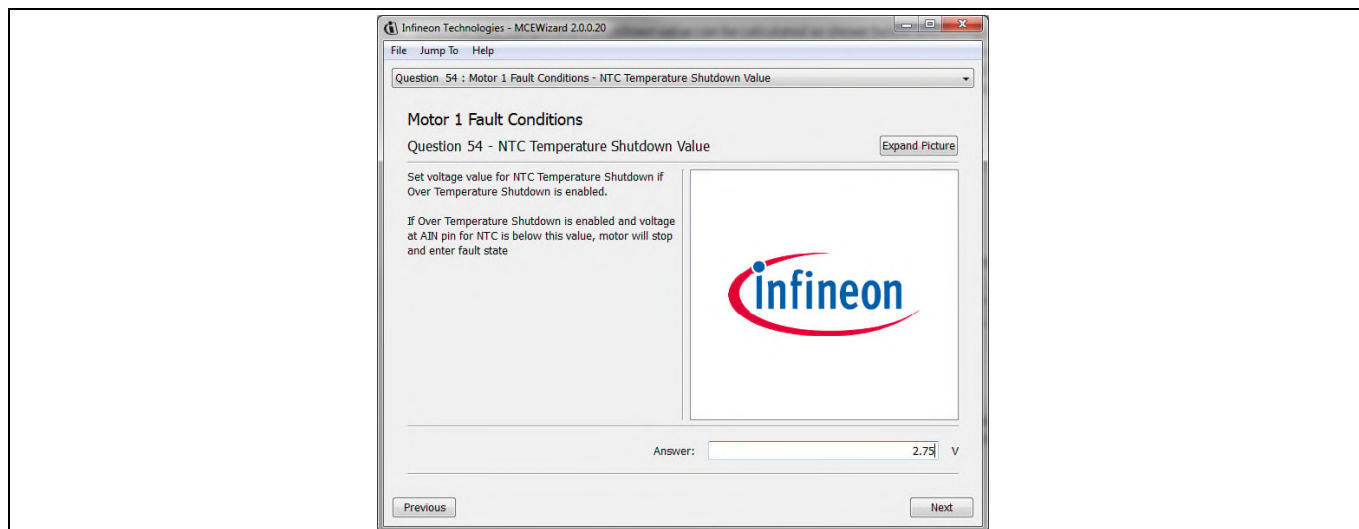 Infineon Technologies - MCEWizard 2.0.0.20
File Jump To Help
Question 54 : Motor 1 Fault Conditions - NTC Temperature Shutdown Value
Motor 1 Fault Conditions
Question 54 - NTC Temperature Shutdown Value
Expand Picture
Set voltage value for NTC Temperature Shutdown if
Over Temperature Shutdown is enabled.
If Over Temperature Shutdown is enabled and voltage
at AIN pin for NTC is below this value, motor will stop
and enter fault state
infineon
Answer: 2.75 V
Previous Next